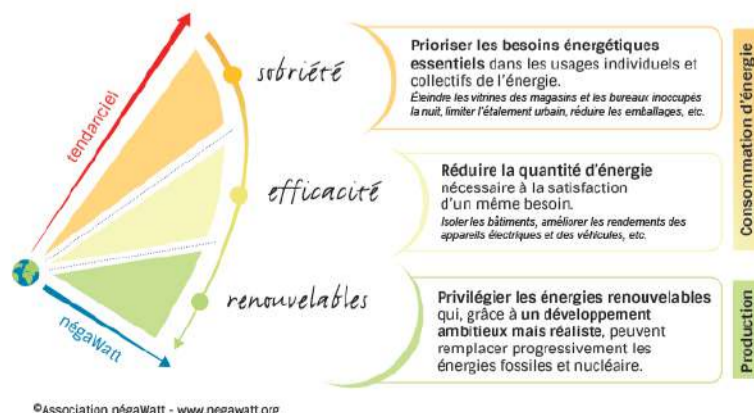 tendanciel
négaWatt
sobriété
Prioriser les besoins énergétiques
essentiels dans les usages individuels et
collectifs de l'énergie.
Éteindre les vitrines des magasins et les bureaux inoccupés
la nuit, limiter l'étalement urbain, réduire les emballages, etc.
efficacité
Réduire la quantité d'énergie
nécessaire à la satisfaction
d'un même besoin.
Isoler les bâtiments, améliorer les rendements des
appareils électriques et des véhicules, etc.
Consommation d'énergie
renouvelables
Privilégier les énergies renouvelables
qui, grâce à un développement
ambitieux mais réaliste, peuvent
remplacer progressivement les
énergies fossiles et nucléaire.
Production
©Association négaWatt - www.negawatt.org